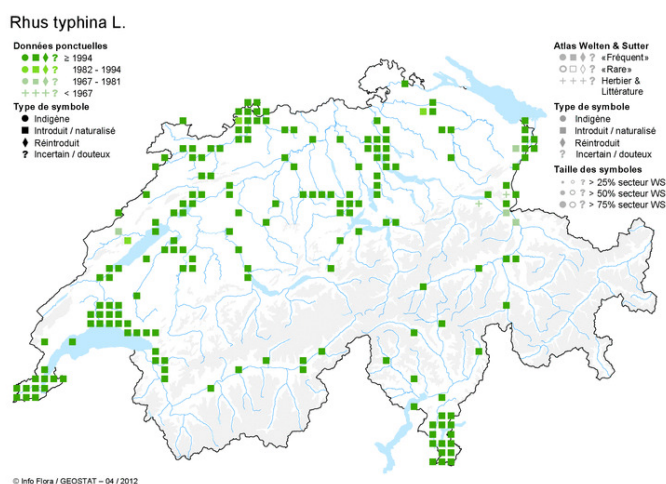 Rhus typhina L.
Données ponctuelles
? ≥ 1994
? 1982 - 1994
? 1967 - 1981
+++? < 1967
Type de symbole
Indigène
Introduit / naturalisé
Réintroduit
? Incertain / douteux
Atlas Welten & Sutter
? «Fréquent»
? «Rare»
+++? Herbier &
Littérature
Type de symbole
Indigène
Introduit / naturalisé
Réintroduit
? Incertain / douteux
Taille des symboles
? > 25% secteur WS
? > 50% secteur WS
? > 75% secteur WS
© Info Flora / GEOSTAT – 04 / 2012